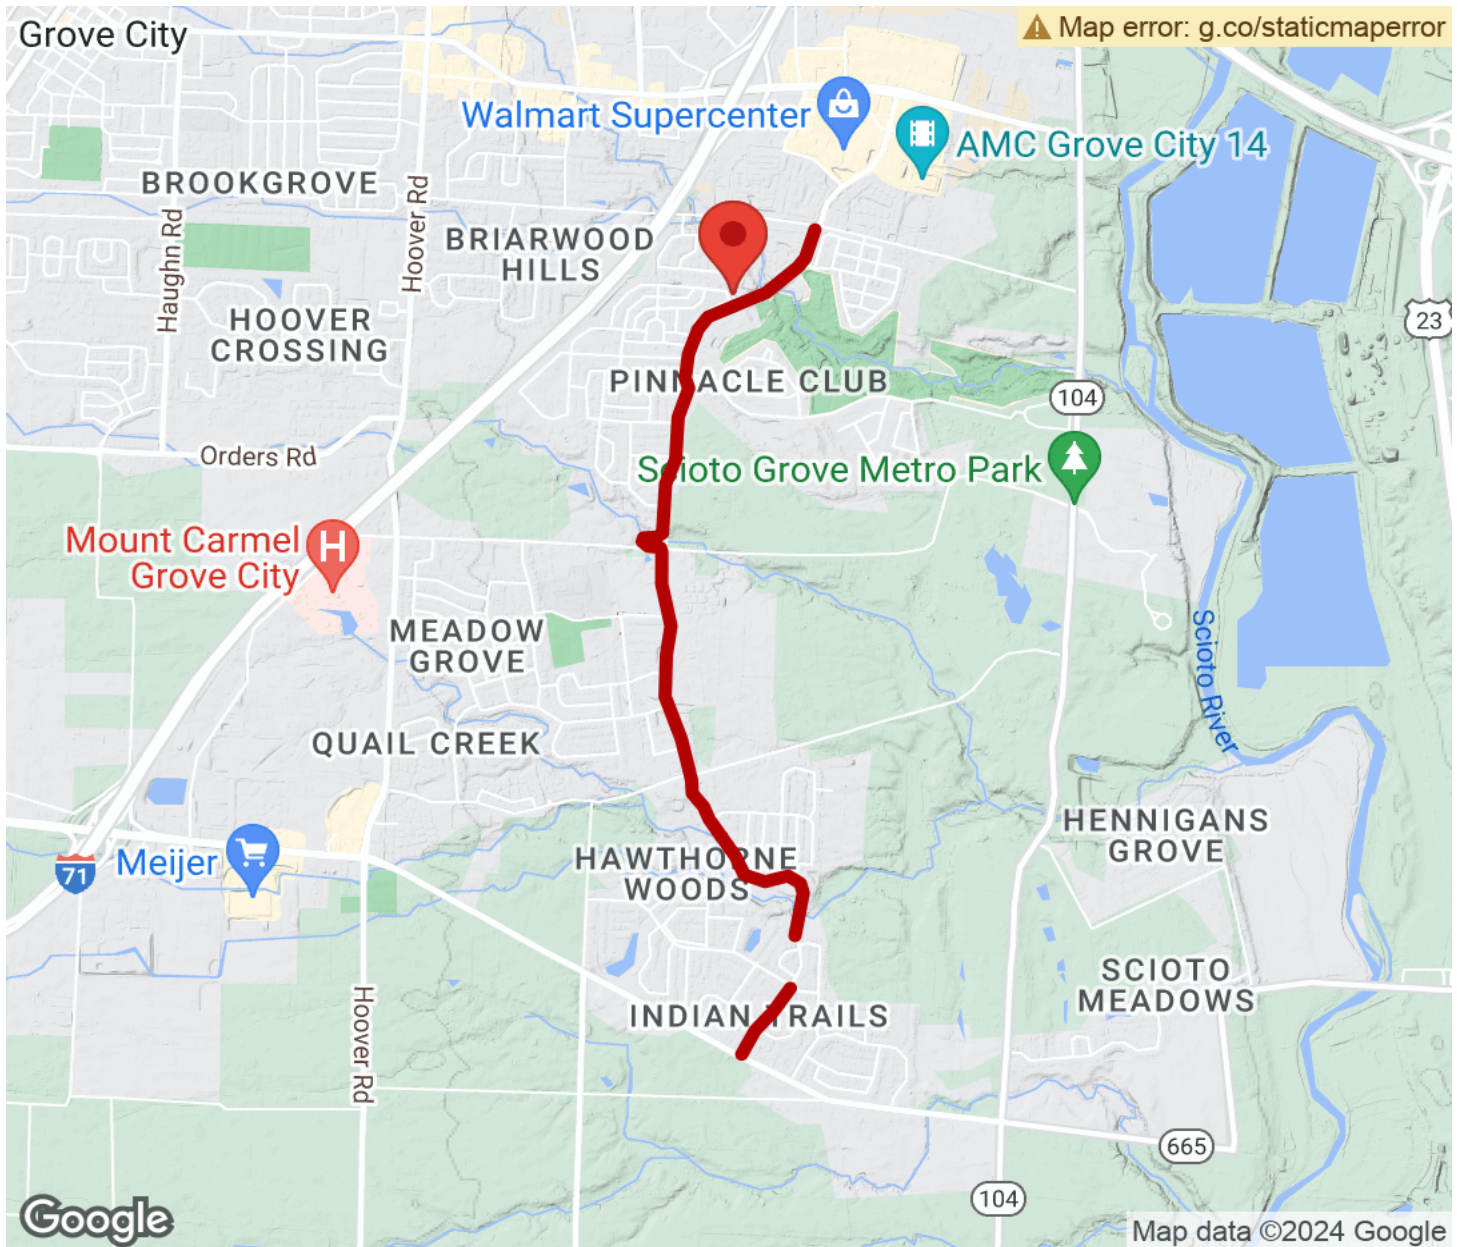 Grove City
Map error: g.co/staticmaperror
Walmart Supercenter
AMC Grove City 14
BROOKGROVE
Haughn Rd
Hoover Rd
BRIARWOOD
HILLS
HOOVER
CROSSING
23
PINNACLE CLUB
104
Orders Rd
Scioto Grove Metro Park
Mount Carmel
Grove City
H
MEADOW
GROVE
Scioto River
QUAIL CREEK
HENNIGANS
GROVE
Meijer
71
HAWTHORNE
WOODS
SCIOTO
MEADOWS
Hoover Rd
INDIAN TRAILS
665
104
Google
Map data ©2024 Google